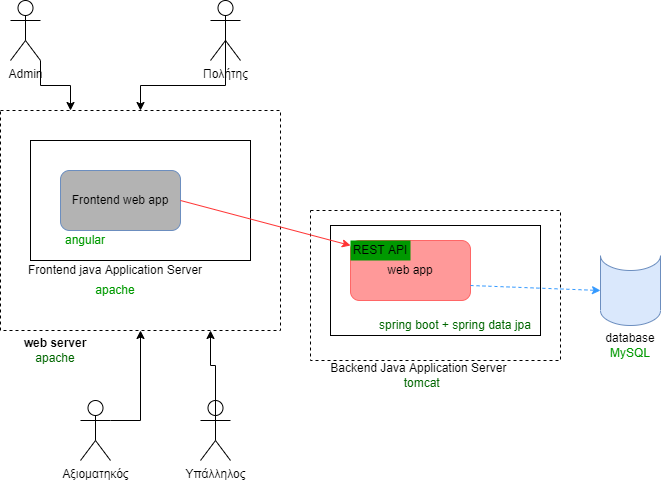 Admin
Πολίτης
Frontend web app
angular
Frontend java Application Server
apache
web server
apache
REST API
web app
spring boot + spring data jpa
Backend Java Application Server
tomcat
database
MySQL
Αξιοματηκός
Υπάλληλος